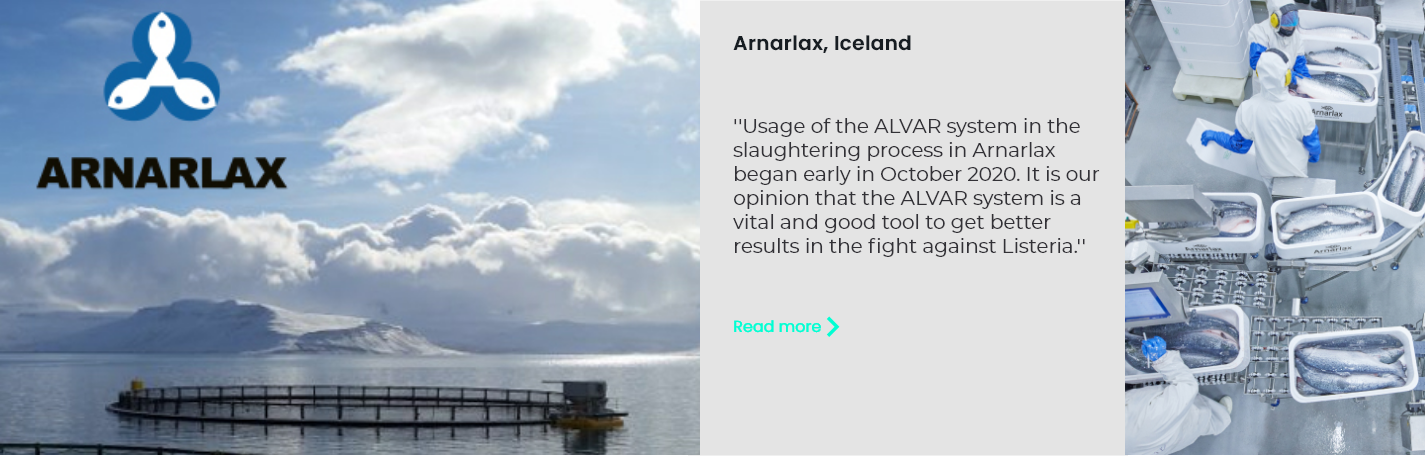 ARNARLAX
Arnarlax, Iceland
"Usage of the ALVAR system in the
slaughtering process in Arnarlax
began early in October 2020. It is our
opinion that the ALVAR system is a
vital and good tool to get better
results in the fight against Listeria."
Read more
Arnarlax
Arnarlax
Arnarlax